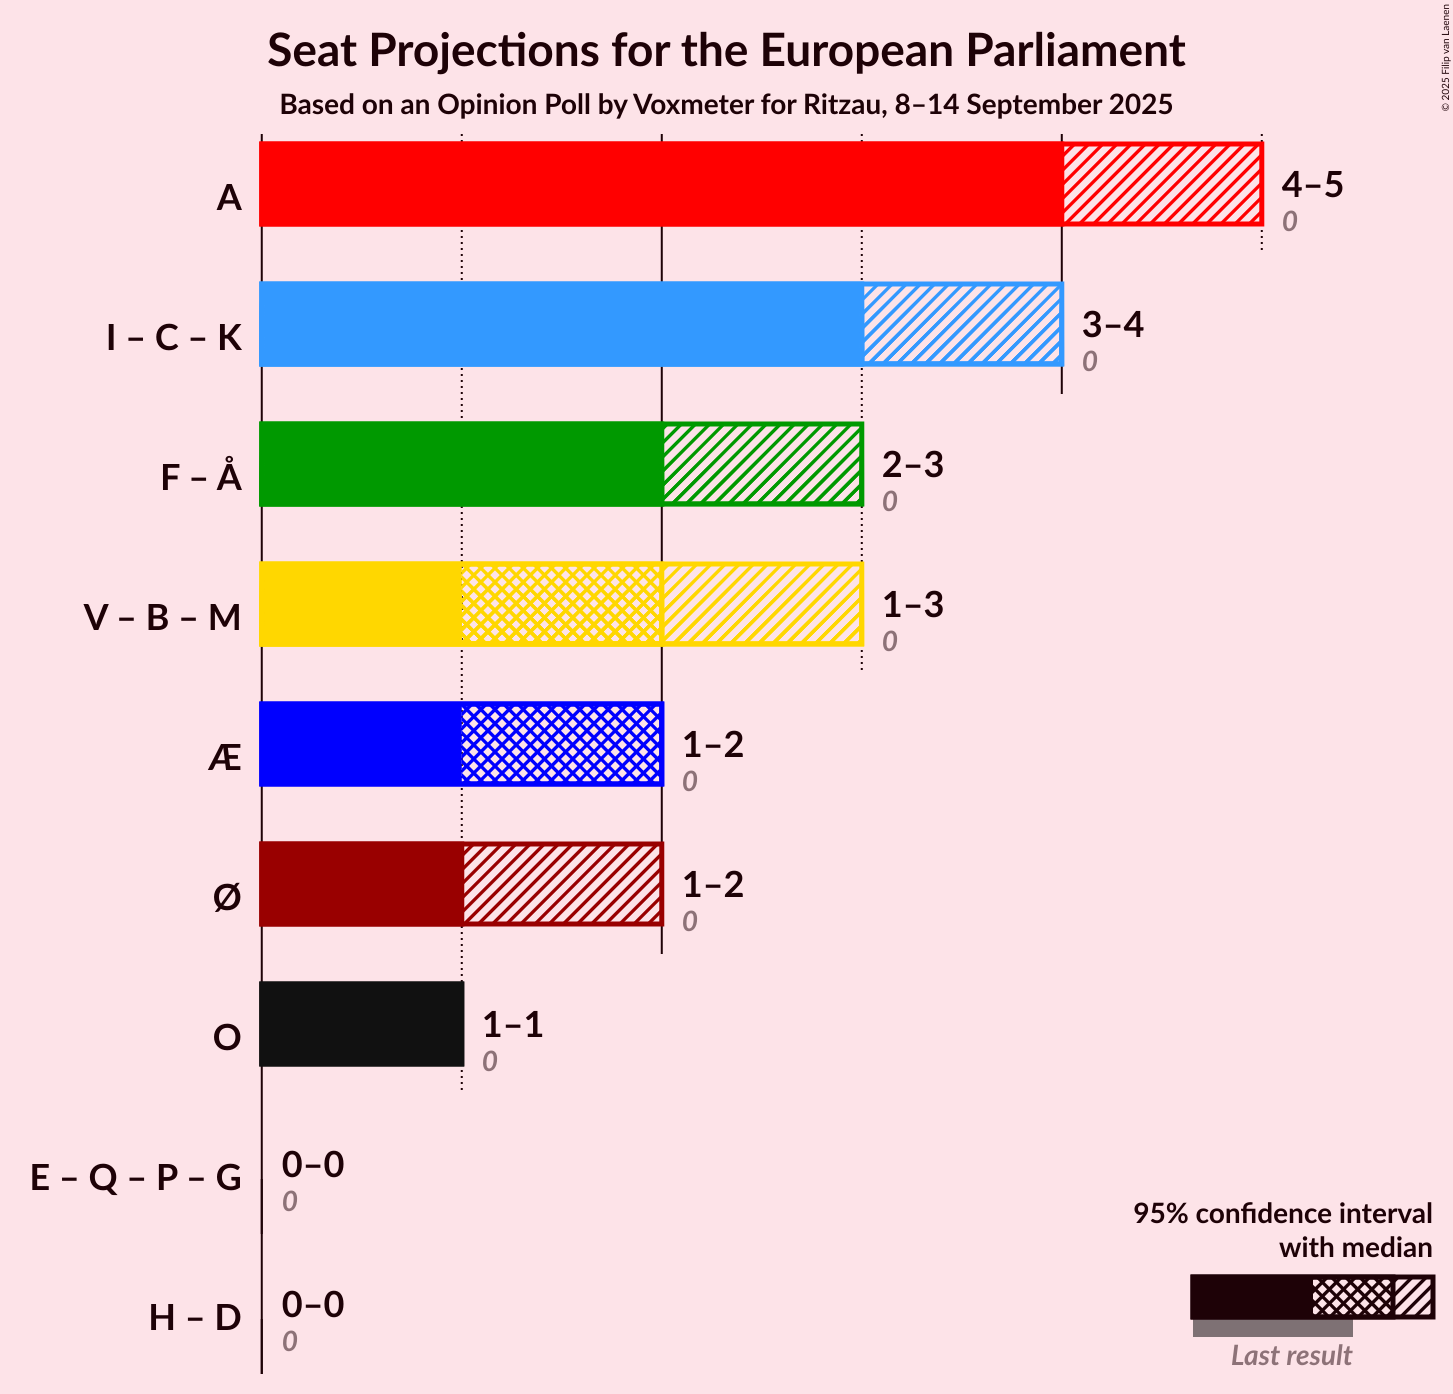 Seat Projections for the European Parliament
Based on an Opinion Poll by Voxmeter for Ritzau, 8–14 September 2025
© 2025 Filip van Laenen
A
4–5
0
I – C – K
3–4
0
F – Å
2–3
0
V – B – M
1–3
0
Æ
1–2
0
Ø
1–2
0
O
1–1
0
E – Q – P – G
0–0
0
H – D
0–0
0
95% confidence interval
with median
Last result